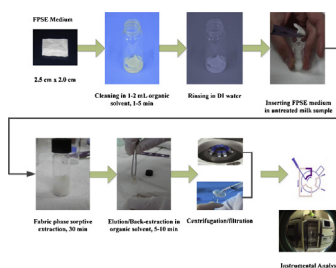 FPSE Medium
2.5 cm x 2.0 cm
Cleaning in 1-2 mL organic
solvent, 1-5 min
Rinsing in DI water
Inserting FPSE medium
in untreated milk sample
Fabric phase sorptive
extraction, 30 min
Elution/Back-extraction in
organic solvent, 5-10 min
Centrifugation/filtration
Instrumental Analys